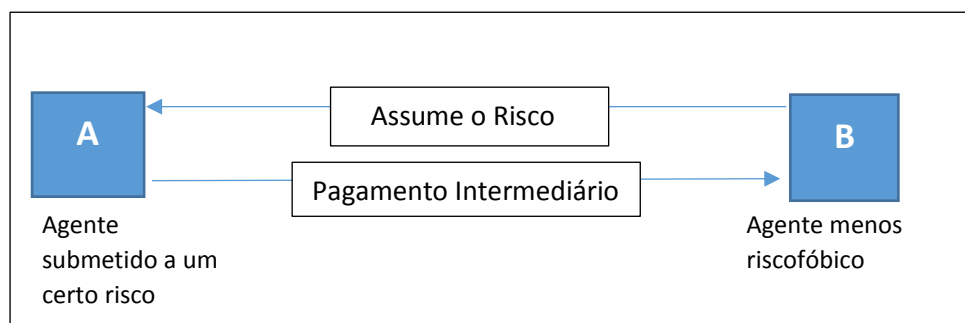 Assume o Risco
A
B
Pagamento Intermediário
Agente
submetido a um
certo risco
Agente menos
riscofóbico